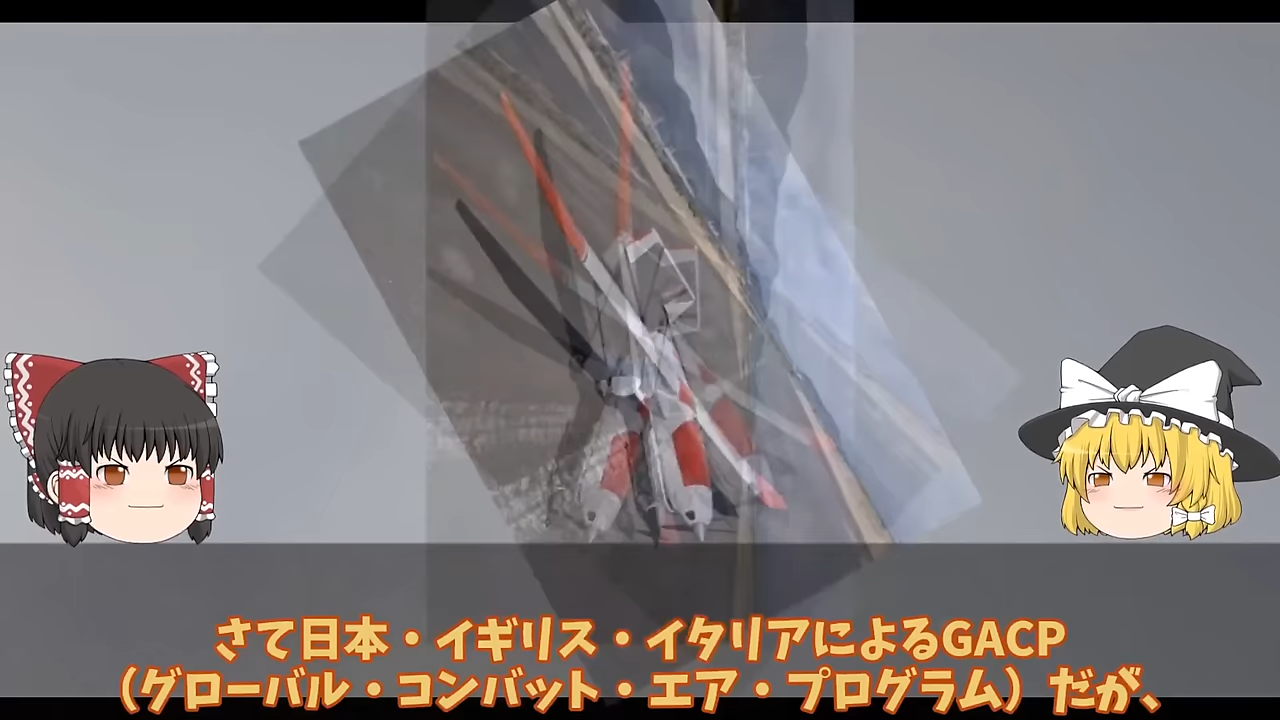 さて日本・イギリス・イタリアによるGACP
（グローバル・コンバット・エア・プログラム）だが、